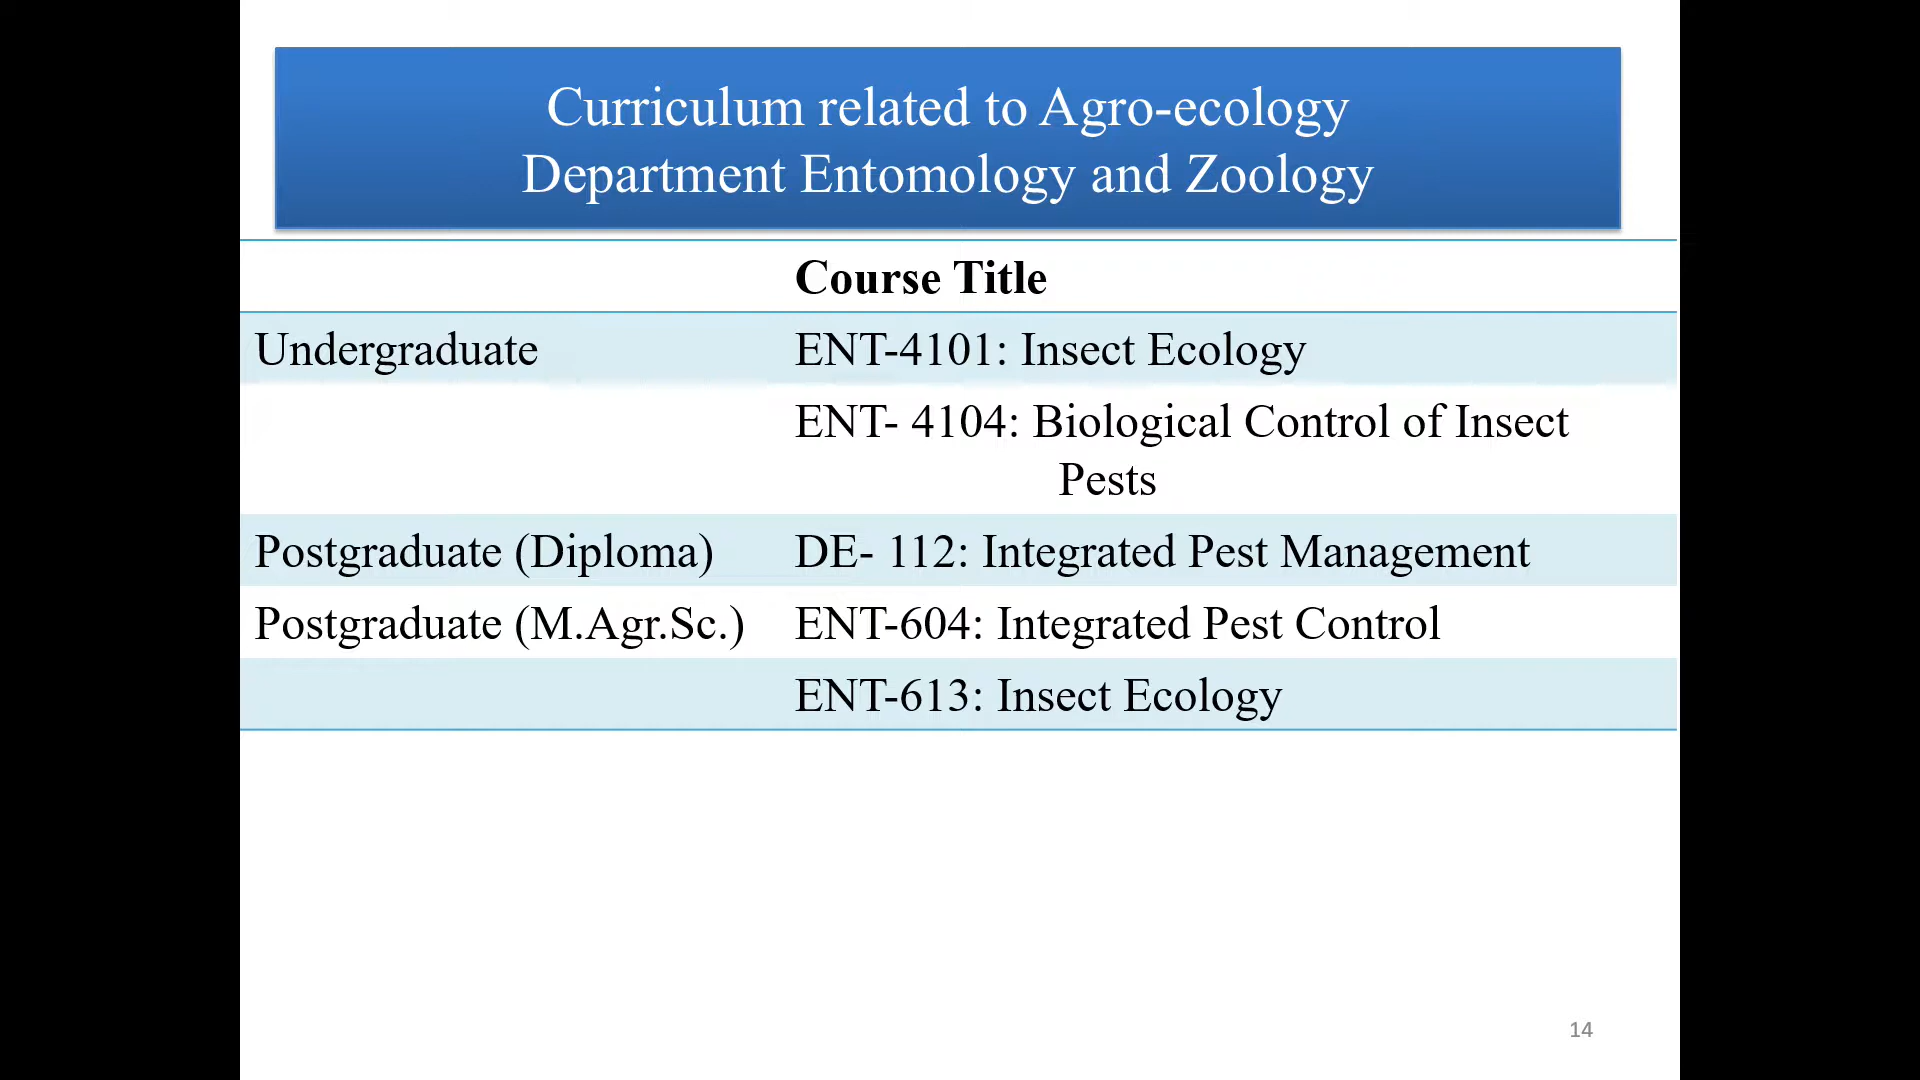 Curriculum related to Agro-ecology
Department Entomology and Zoology
Course Title
Undergraduate ENT-4101: Insect Ecology
ENT- 4104: Biological Control of Insect
Pests
Postgraduate (Diploma) DE- 112: Integrated Pest Management
Postgraduate (M.Agr.Sc.) ENT-604: Integrated Pest Control
ENT-613: Insect Ecology
14